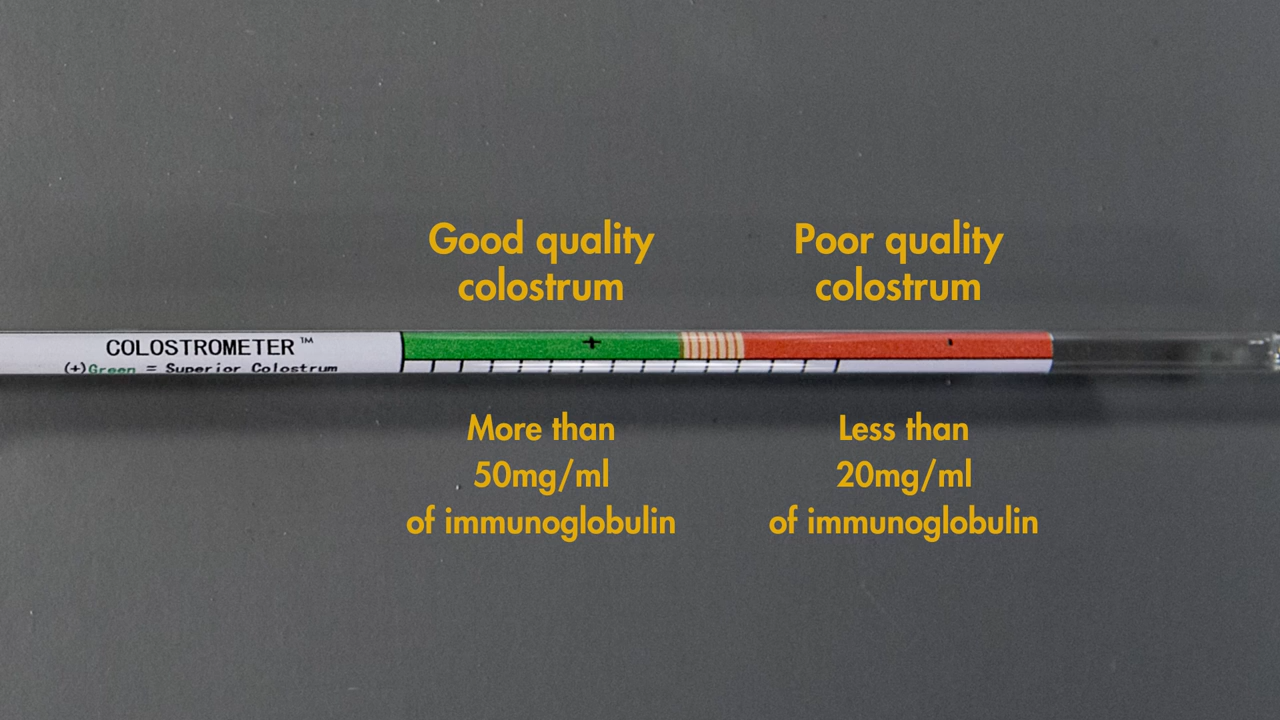 Good quality
colostrum
Poor quality
colostrum
COLOSTROMETER™
(+)Green = Superior Colostrum
+
-
More than
50mg/ml
of immunoglobulin
Less than
20mg/ml
of immunoglobulin